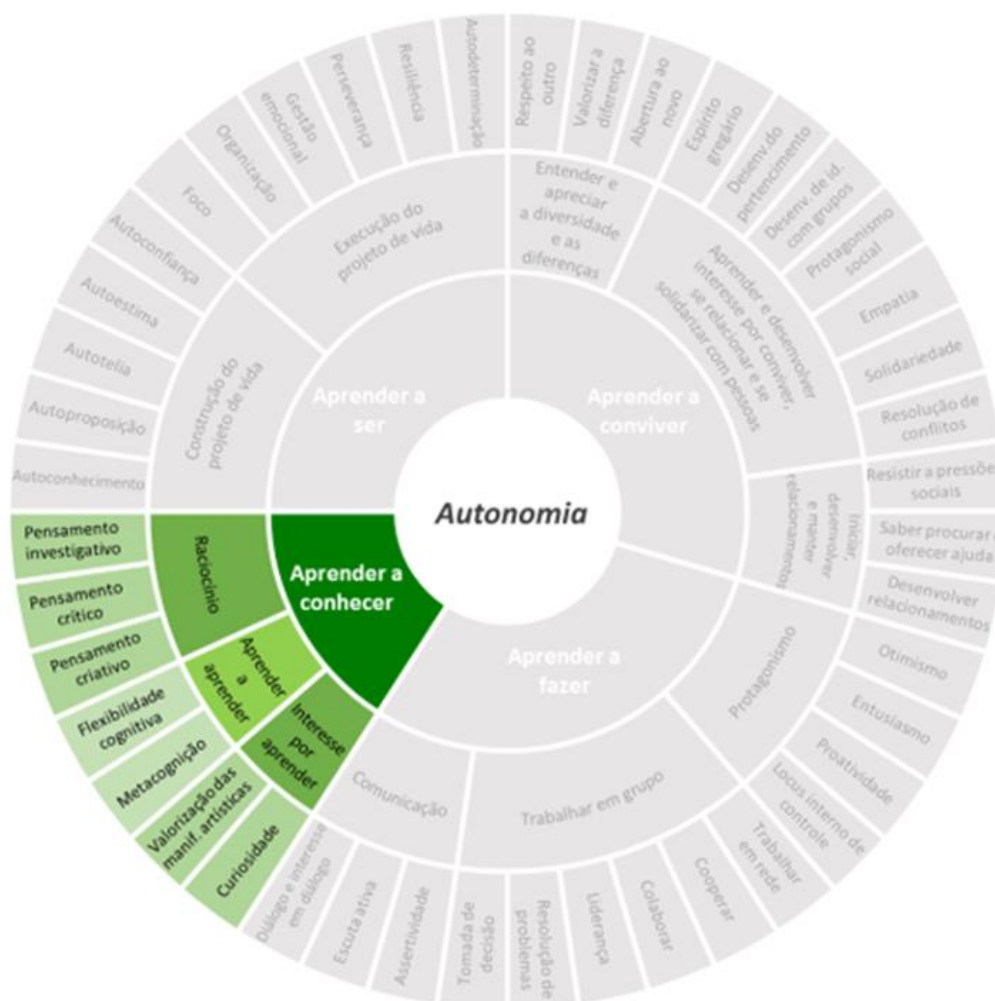 Autonomia
Aprender a
ser
Aprender a
conviver
Aprender a
fazer
Aprender a
conhecer
Construção do
projeto de vida
Execução do
projeto de vida
Entender e
apreciar
a diversidade
e as
diferenças
Aprender e desenvolver
interesse por conviver,
se relacionar e se
solidarizar com pessoas
Iniciar,
desenvolver
e manter
relacionamentos
Protagonismo
Trabalhar em grupo
Comunicação
Interesse
por
aprender
Aprender
a
aprender
Raciocínio
Autoconhecimento
Autoproposição
Autotelia
Autoestima
Autoconfiança
Foco
Organização
Gestão
emocional
Perseverança
Resiliência
Autodeterminação
Respeito ao
outro
Valorizar a
diferença
Abertura ao
novo
Espírito
gregário
Desenv.do
pertencimento
Desenv. de id.
com grupos
Protagonismo
social
Empatia
Solidariedade
Resolução de
conflitos
Resistir a pressões
sociais
Saber procurar e
oferecer ajuda
Desenvolver
relacionamentos
Otimismo
Entusiasmo
Proatividade
Locus interno de
controle
Trabalhar
em rede
Cooperar
Colaborar
Liderança
Resolução de
problemas
Tomada de
decisão
Assertividade
Escuta ativa
Diálogo e interesse
em diálogo
Curiosidade
Valorização das
manif. artísticas
Metacognição
Flexibilidade
cognitiva
Pensamento
criativo
Pensamento
crítico
Pensamento
investigativo